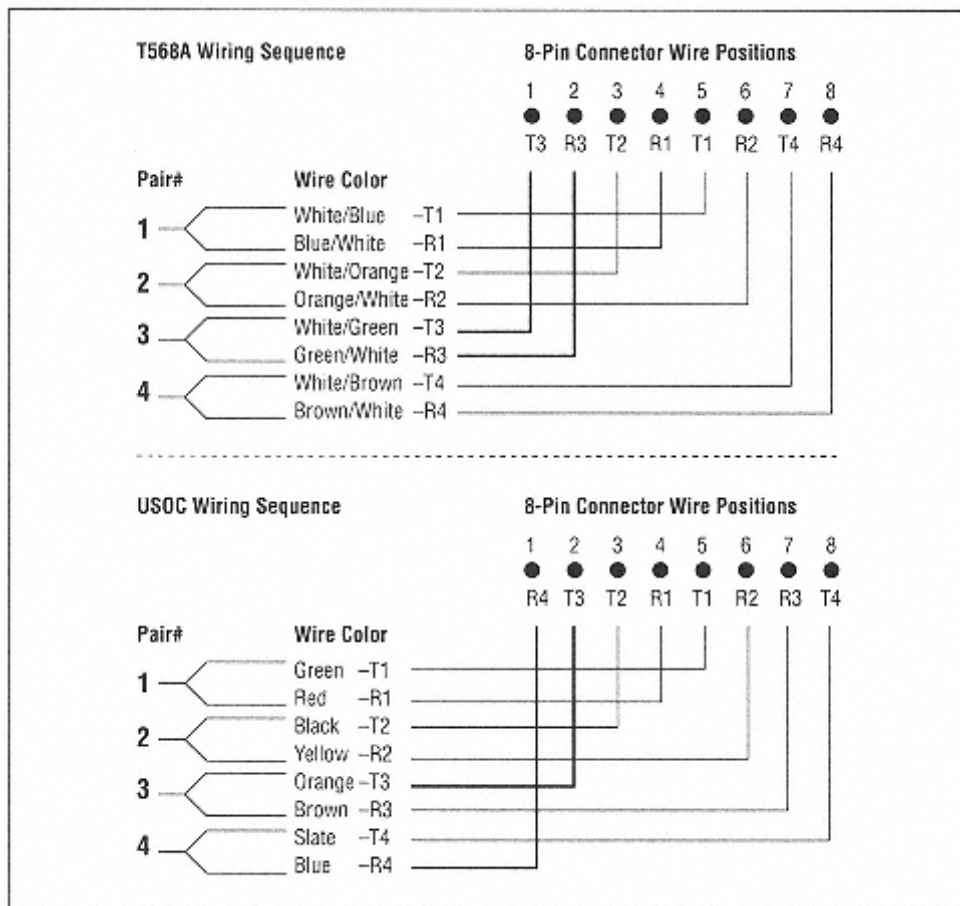 T568A Wiring Sequence
8-Pin Connector Wire Positions
1 2 3 4 5 6 7 8
T3 R3 T2 R1 T1 R2 T4 R4
Pair# Wire Color
1
White/Blue –T1
Blue/White –R1
2
White/Orange –T2
Orange/White –R2
3
White/Green –T3
Green/White –R3
4
White/Brown –T4
Brown/White –R4
USOC Wiring Sequence
8-Pin Connector Wire Positions
1 2 3 4 5 6 7 8
R4 T3 T2 R1 T1 R2 R3 T4
Pair# Wire Color
1
Green –T1
Red –R1
2
Black –T2
Yellow –R2
3
Orange –T3
Brown –R3
4
Slate –T4
Blue –R4